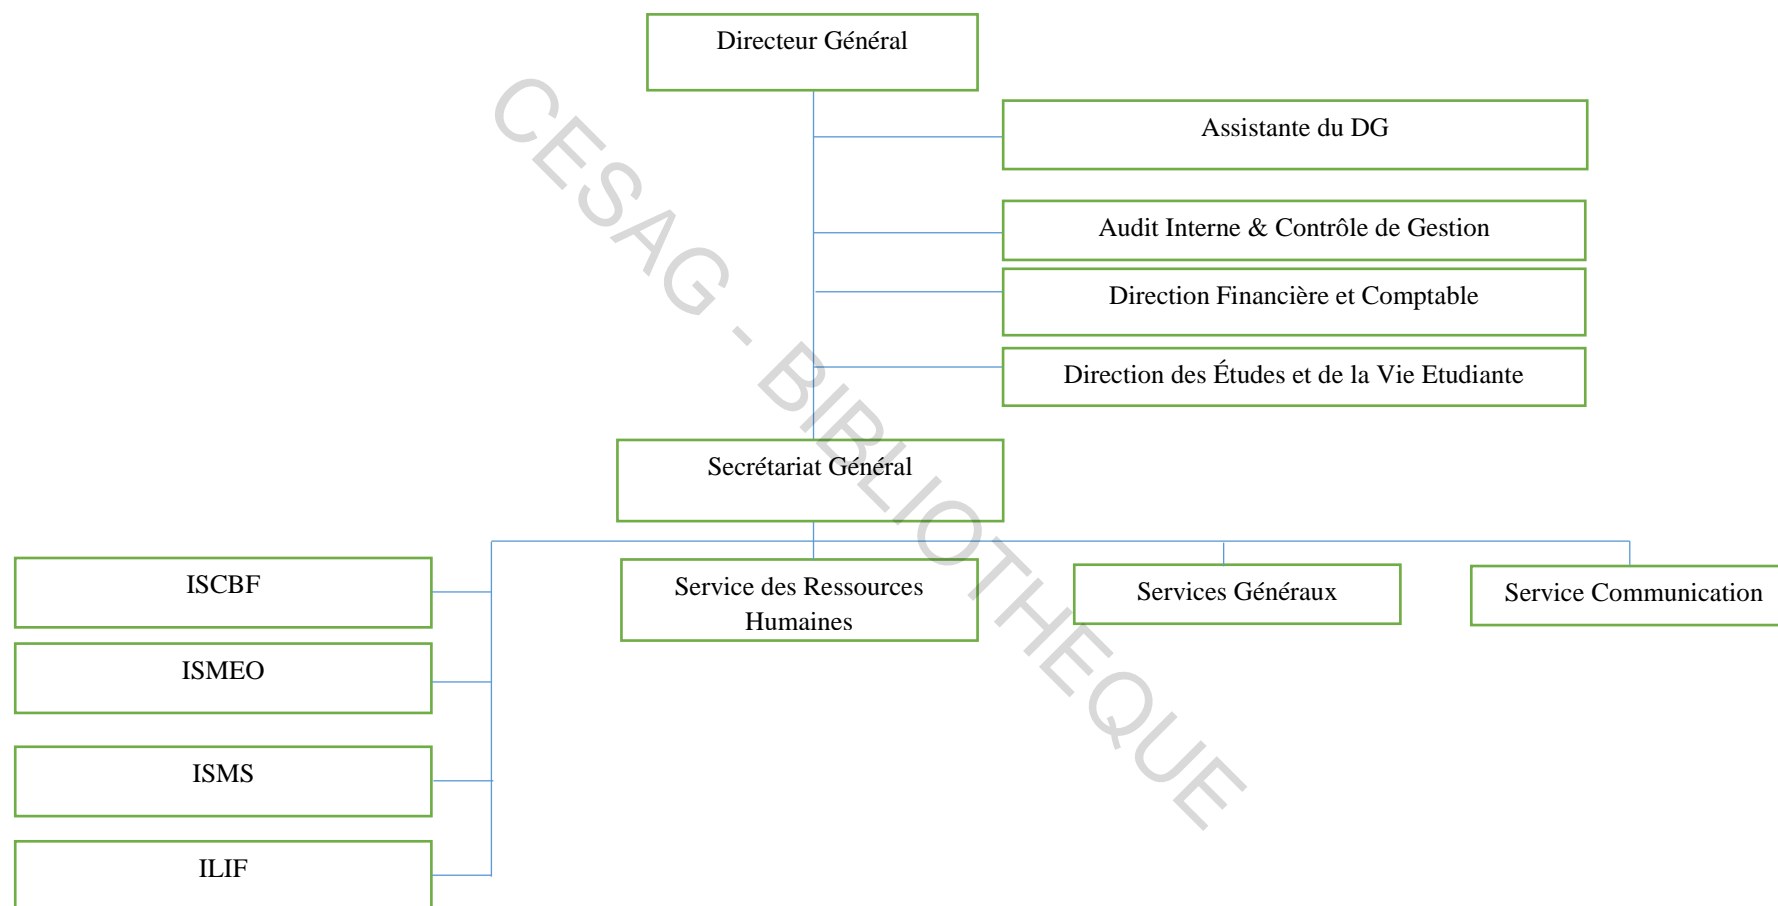 Directeur Général
Assistante du DG
Audit Interne & Contrôle de Gestion
Direction Financière et Comptable
Direction des Études et de la Vie Etudiante
Secrétariat Général
ISCBF
Service des Ressources
Humaines
Services Généraux
Service Communication
ISMEO
ISMS
ILIF
CESAG - BIBLIOTHEQUE